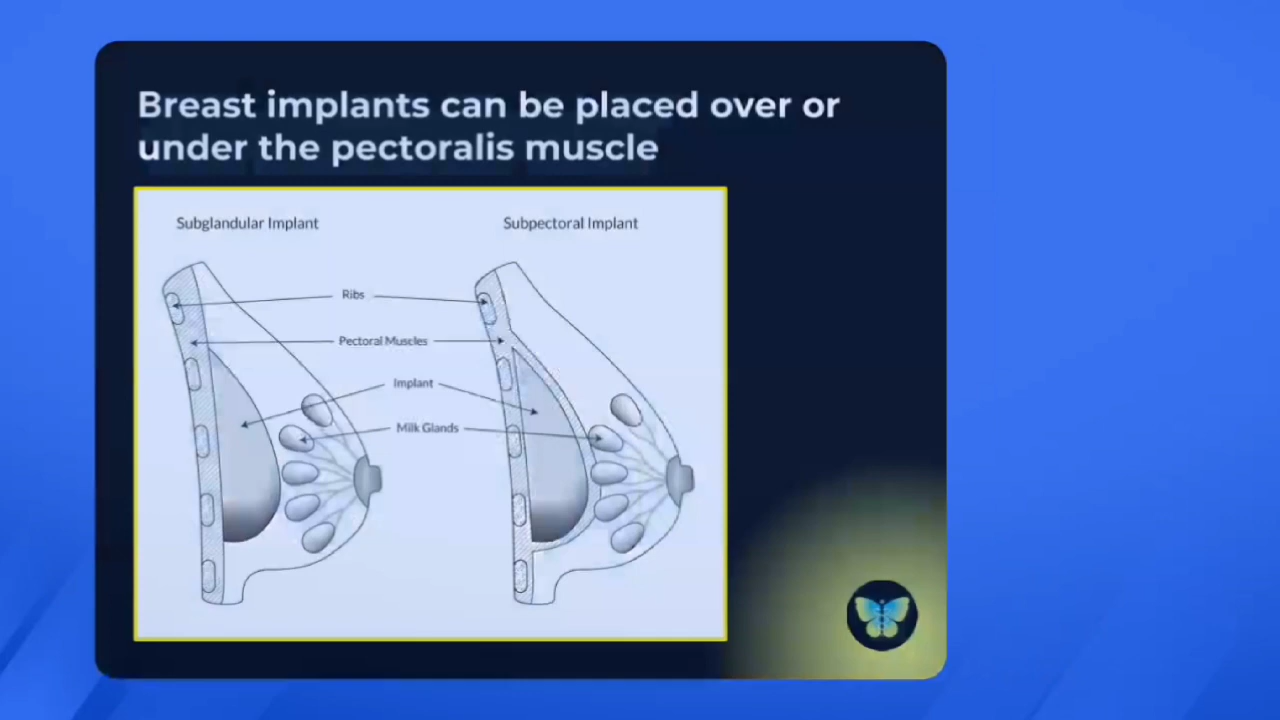 Breast implants can be placed over or
under the pectoralis muscle
Subglandular Implant
Subpectoral Implant
Ribs
Pectoral Muscles
Implant
Milk Glands